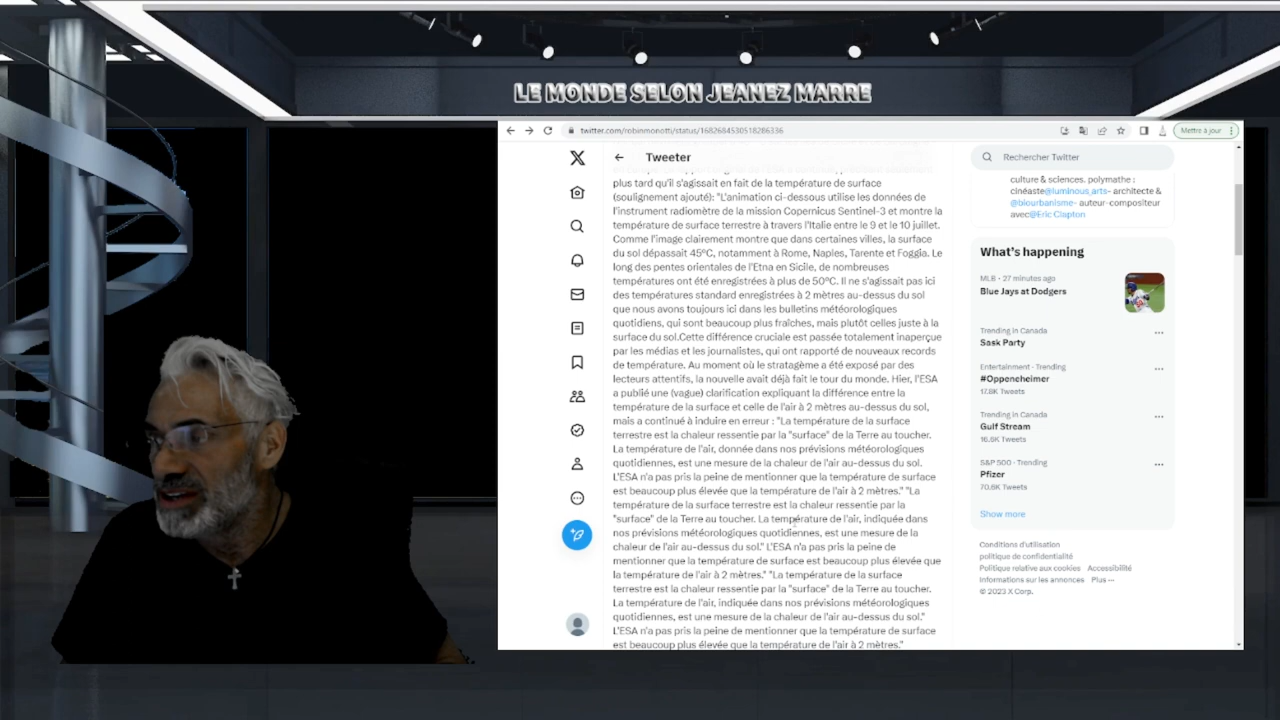 LE MONDE SELON JEANEZ MARRE
twitter.com/robinmonotti/status/1682684530518286336
Mettre à jour
Tweeter
plus tard qu'il s'agissait en fait de la température de surface
(soulignement ajouté): "L'animation ci-dessous utilise les données de
l'instrument radiomètre de la mission Copernicus Sentinel-3 et montre la
température de surface terrestre à travers l'Italie entre le 9 et le 10 juillet.
Comme l'image clairement montre que dans certaines villes, la surface
du sol dépassait 45°C, notamment à Rome, Naples, Tarente et Foggia. Le
long des pentes orientales de l'Etna en Sicile, de nombreuses
températures ont été enregistrées à plus de 50°C. Il ne s'agissait pas ici
des températures standard enregistrées à 2 mètres au-dessus du sol
que nous avons toujours ici dans les bulletins météorologiques
quotidiens, qui sont beaucoup plus fraîches, mais plutôt celles juste à la
surface du sol.Cette différence cruciale est passée totalement inaperçue
par les médias et les journalistes, qui ont rapporté de nouveaux records
de température. Au moment où le stratagème a été exposé par des
lecteurs attentifs, la nouvelle avait déjà fait le tour du monde. Hier, l'ESA
a publié une (vague) clarification expliquant la différence entre la
température de la surface et celle de l'air à 2 mètres au-dessus du sol,
mais a continué à induire en erreur : "La température de la surface
terrestre est la chaleur ressentie par la "surface" de la Terre au toucher.
La température de l'air, donnée dans nos prévisions météorologiques
quotidiennes, est une mesure de la chaleur de l'air au-dessus du sol.
L'ESA n'a pas pris la peine de mentionner que la température de surface
est beaucoup plus élevée que la température de l'air à 2 mètres." "La
température de la surface terrestre est la chaleur ressentie par la
"surface" de la Terre au toucher. La température de l'air, indiquée dans
nos prévisions météorologiques quotidiennes, est une mesure de la
chaleur de l'air au-dessus du sol." L'ESA n'a pas pris la peine de
mentionner que la température de surface est beaucoup plus élevée que
la température de l'air à 2 mètres." "La température de la surface
terrestre est la chaleur ressentie par la "surface" de la Terre au toucher.
La température de l'air, indiquée dans nos prévisions météorologiques
quotidiennes, est une mesure de la chaleur de l'air au-dessus du sol."
L'ESA n'a pas pris la peine de mentionner que la température de surface
est beaucoup plus élevée que la température de l'air à 2 mètres."
Rechercher Twitter
culture & sciences. polymathe :
cinéaste@luminous_arts- architecte &
@biourbanisme- auteur-compositeur
avec@Eric Clapton
What's happening
MLB · 27 minutes ago
Blue Jays at Dodgers
Trending in Canada
Sask Party
Entertainment · Trending
#Oppeneheimer
17.8K Tweets
Trending in Canada
Gulf Stream
16.6K Tweets
S&P 500 · Trending
Pfizer
70.6K Tweets
Show more
Conditions d'utilisation
politique de confidentialité
Politique relative aux cookies Accessibilité
Informations sur les annonces Plus ···
© 2023 X Corp.